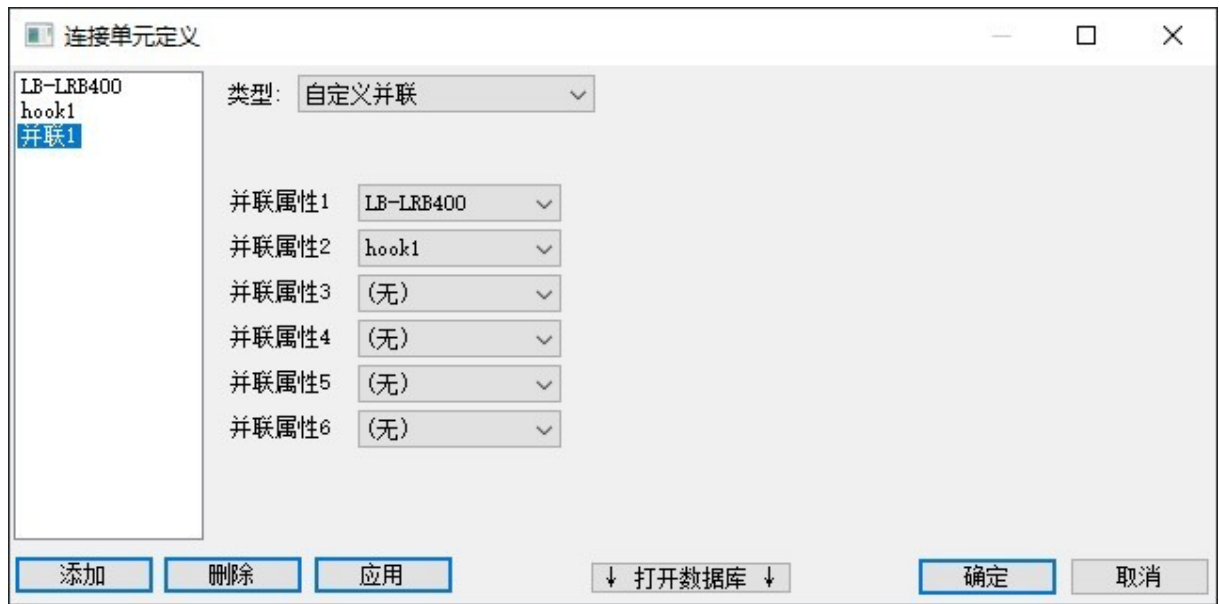 连接单元定义
LB-LRB400
hook1
并联1
类型: 自定义并联
并联属性1 LB-LRB400
并联属性2 hook1
并联属性3 (无)
并联属性4 (无)
并联属性5 (无)
并联属性6 (无)
添加 删除 应用 ↓ 打开数据库 ↓ 确定 取消